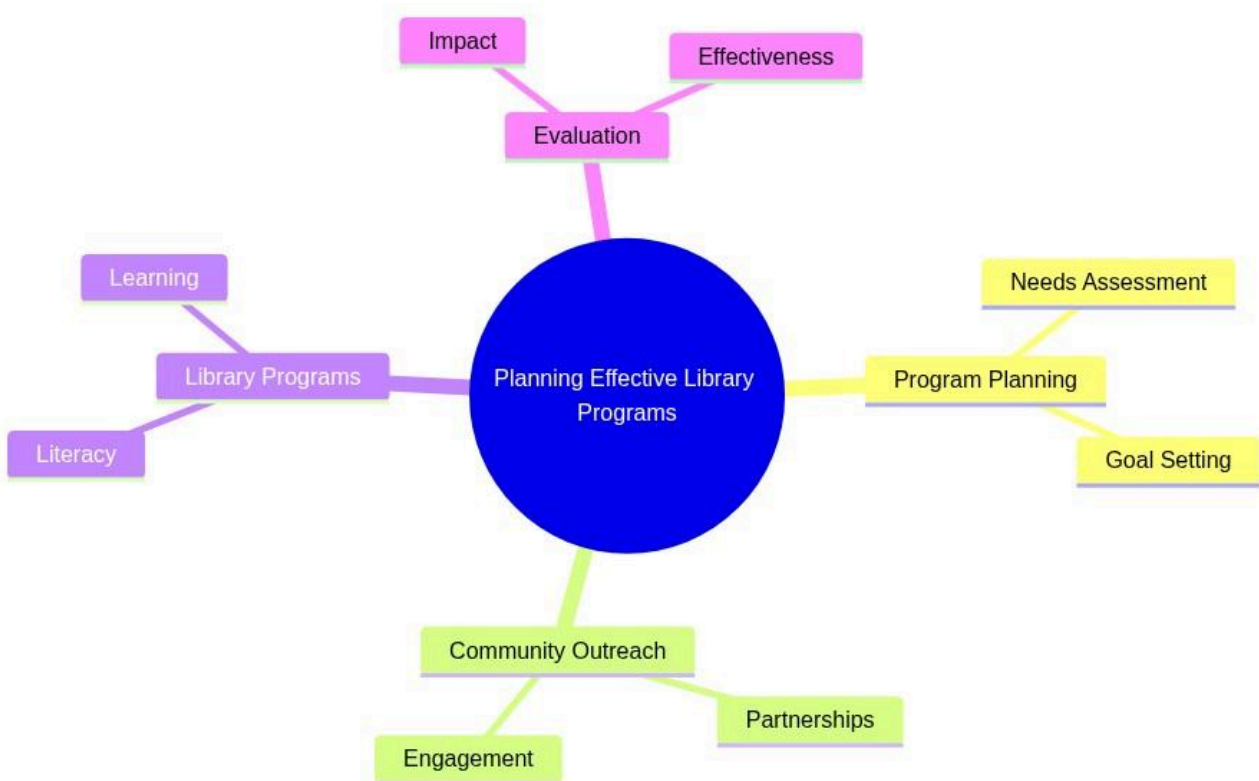 Impact
Effectiveness
Evaluation
Learning
Needs Assessment
Library Programs
Planning Effective Library
Programs
Program Planning
Literacy
Goal Setting
Community Outreach
Partnerships
Engagement